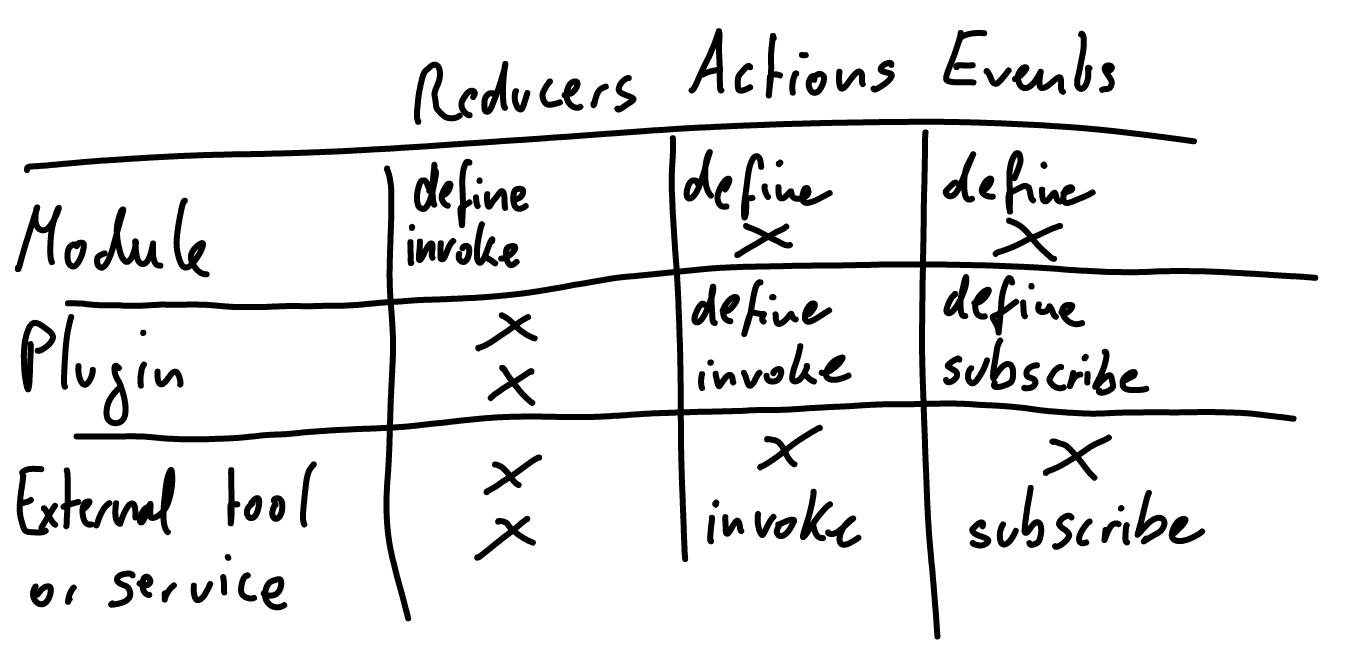 Reducers Actions Events
Module define define define
invoke X X
Plugin X define define
X invoke subscribe
External tool X X X
or service X invoke subscribe